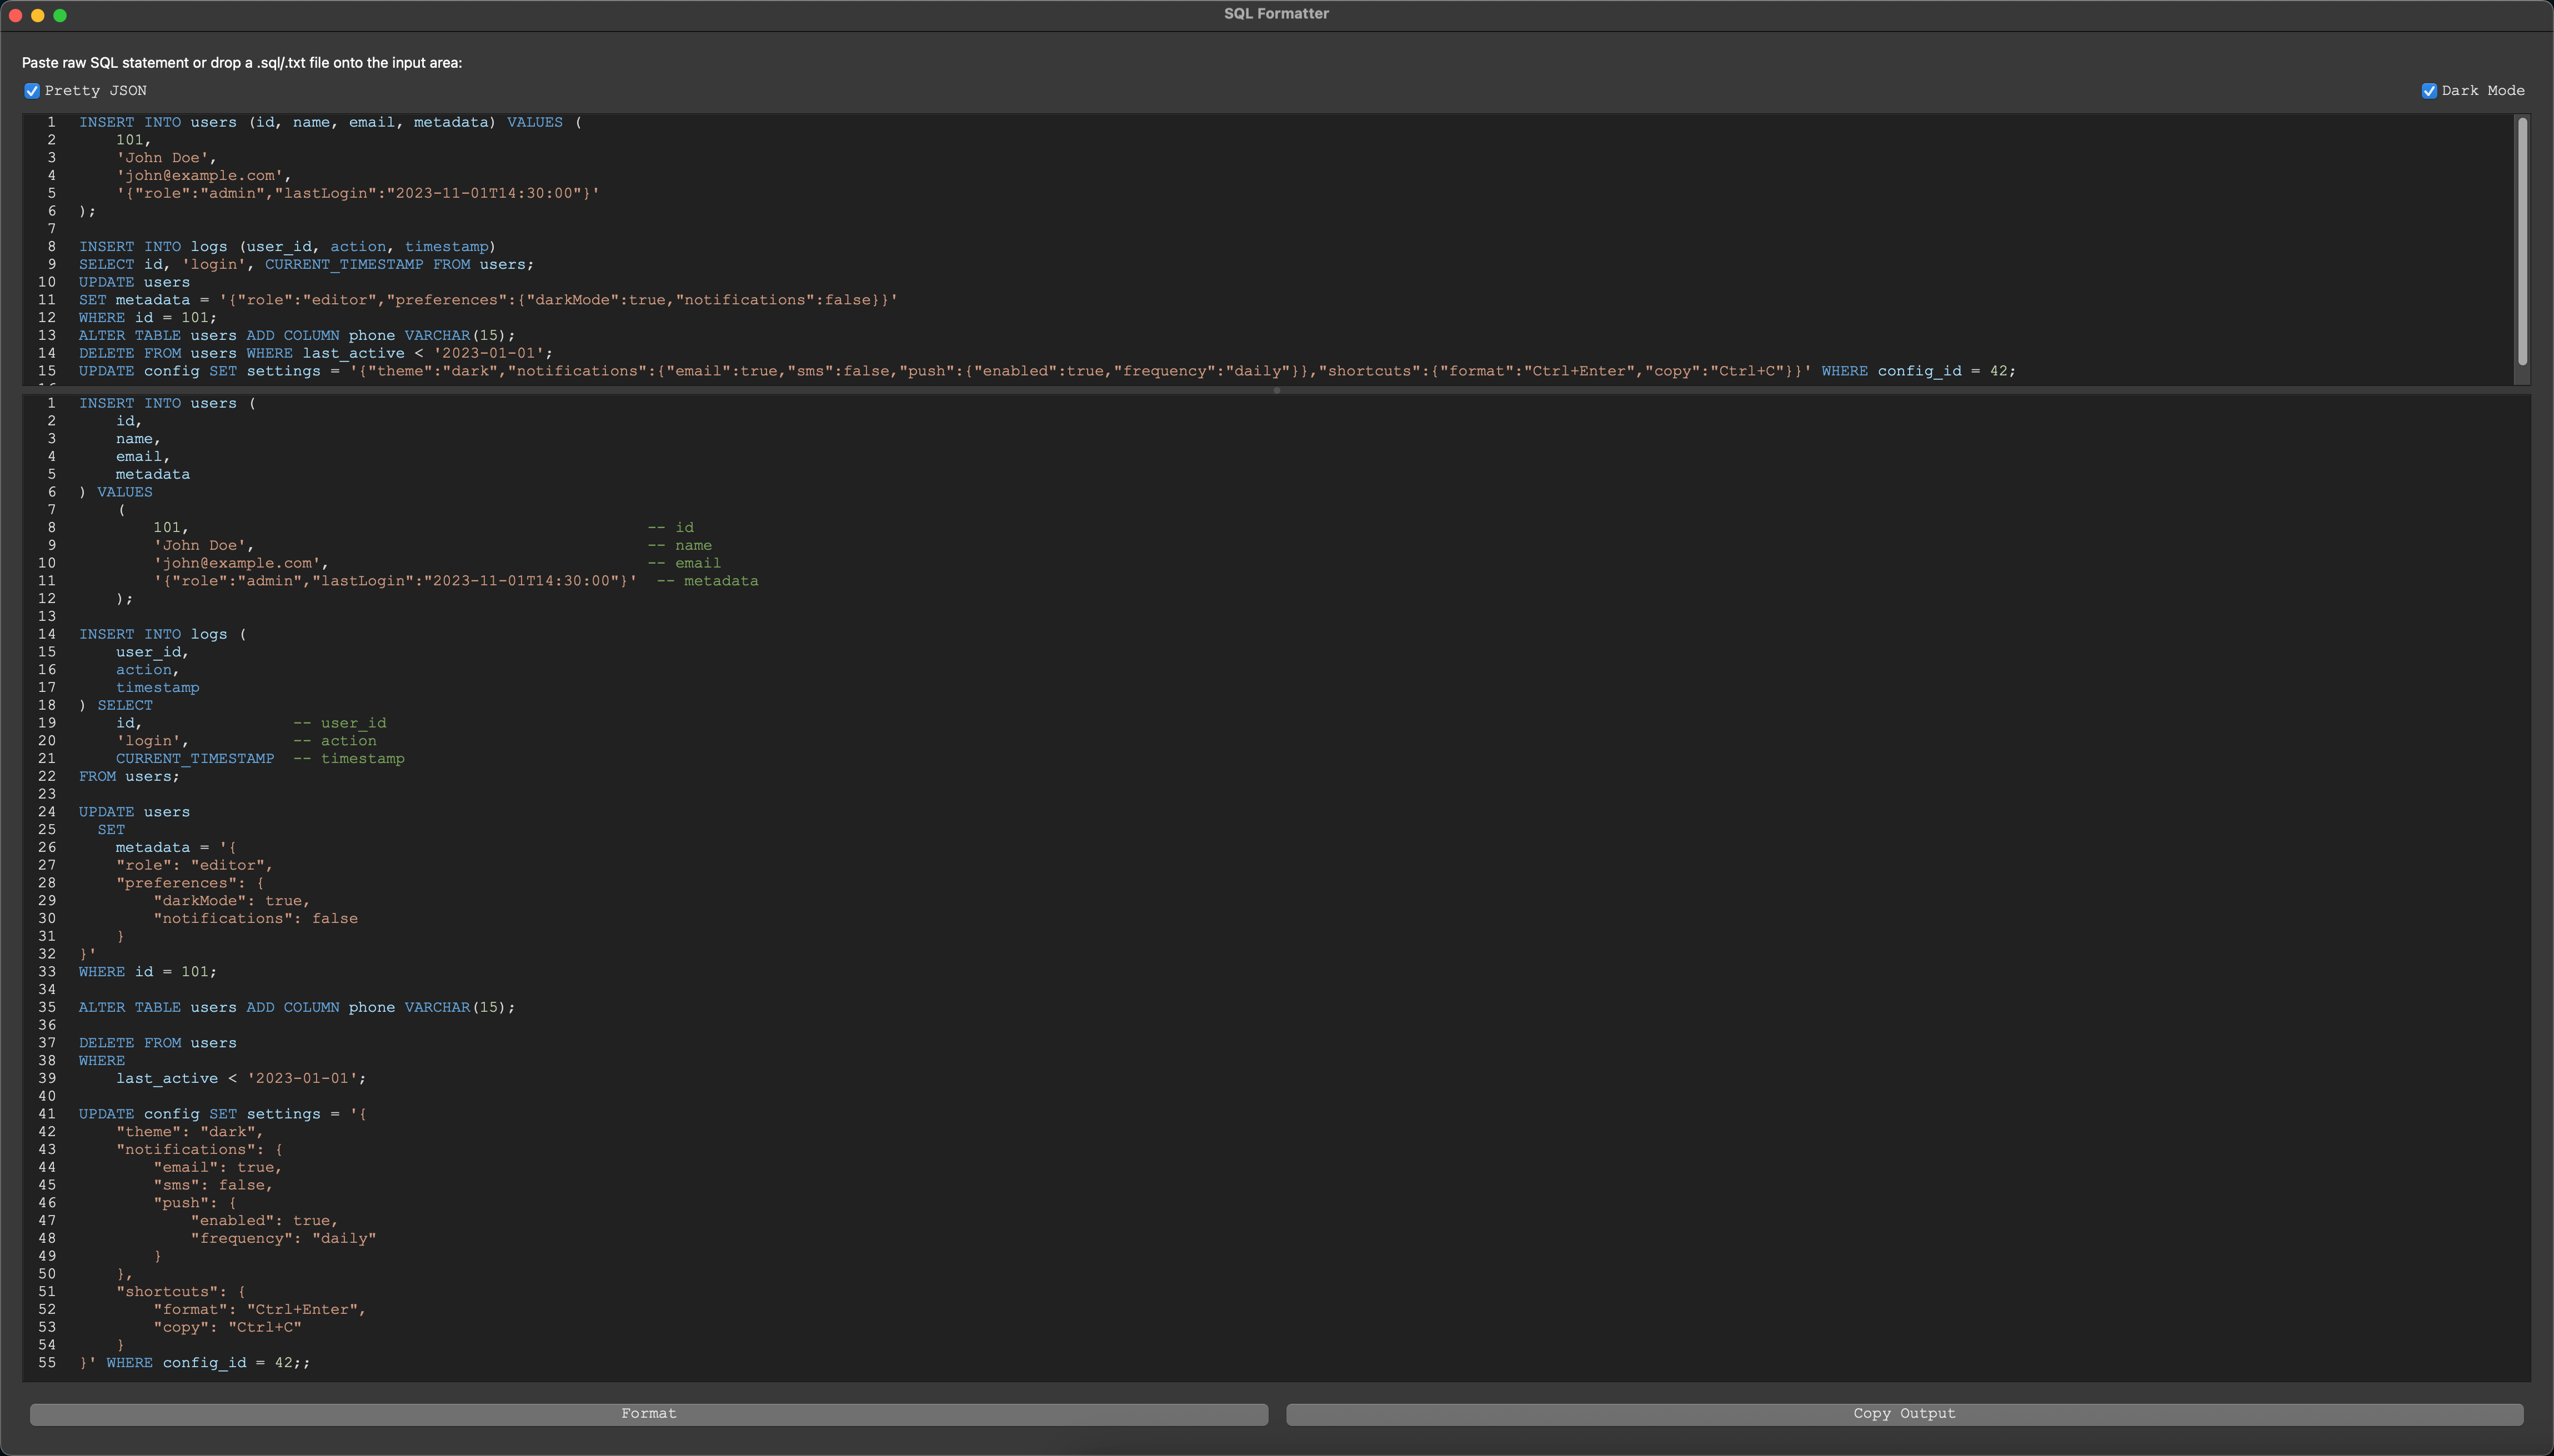 SQL Formatter
Paste raw SQL statement or drop a .sql/.txt file onto the input area:
Pretty JSON Dark Mode
1 INSERT INTO users (id, name, email, metadata) VALUES (
2     101,
3     'John Doe',
4     'john@example.com',
5     '{"role":"admin","lastLogin":"2023-11-01T14:30:00"}'
6 );
7
8 INSERT INTO logs (user_id, action, timestamp)
9 SELECT id, 'login', CURRENT_TIMESTAMP FROM users;
10 UPDATE users
11 SET metadata = '{"role":"editor","preferences":{"darkMode":true,"notifications":false}}'
12 WHERE id = 101;
13 ALTER TABLE users ADD COLUMN phone VARCHAR(15);
14 DELETE FROM users WHERE last_active < '2023-01-01';
15 UPDATE config SET settings = '{"theme":"dark","notifications":{"email":true,"sms":false,"push":{"enabled":true,"frequency":"daily"}},"shortcuts":{"format":"Ctrl+Enter","copy":"Ctrl+C"}}' WHERE config_id = 42;
1 INSERT INTO users (
2     id,
3     name,
4     email,
5     metadata
6 ) VALUES
7     (
8         101, -- id
9         'John Doe', -- name
10         'john@example.com', -- email
11         '{"role":"admin","lastLogin":"2023-11-01T14:30:00"}'  -- metadata
12     );
13
14 INSERT INTO logs (
15     user_id,
16     action,
17     timestamp
18 ) SELECT
19     id, -- user_id
20     'login', -- action
21     CURRENT_TIMESTAMP  -- timestamp
22 FROM users;
23
24 UPDATE users
25   SET
26     metadata = '{
27     "role": "editor",
28     "preferences": {
29         "darkMode": true,
30         "notifications": false
31     }
32 }'
33 WHERE id = 101;
34
35 ALTER TABLE users ADD COLUMN phone VARCHAR(15);
36
37 DELETE FROM users
38 WHERE
39     last_active < '2023-01-01';
40
41 UPDATE config SET settings = '{
42     "theme": "dark",
43     "notifications": {
44         "email": true,
45         "sms": false,
46         "push": {
47             "enabled": true,
48             "frequency": "daily"
49         }
50     },
51     "shortcuts": {
52         "format": "Ctrl+Enter",
53         "copy": "Ctrl+C"
54     }
55 }' WHERE config_id = 42;;
Format Copy Output